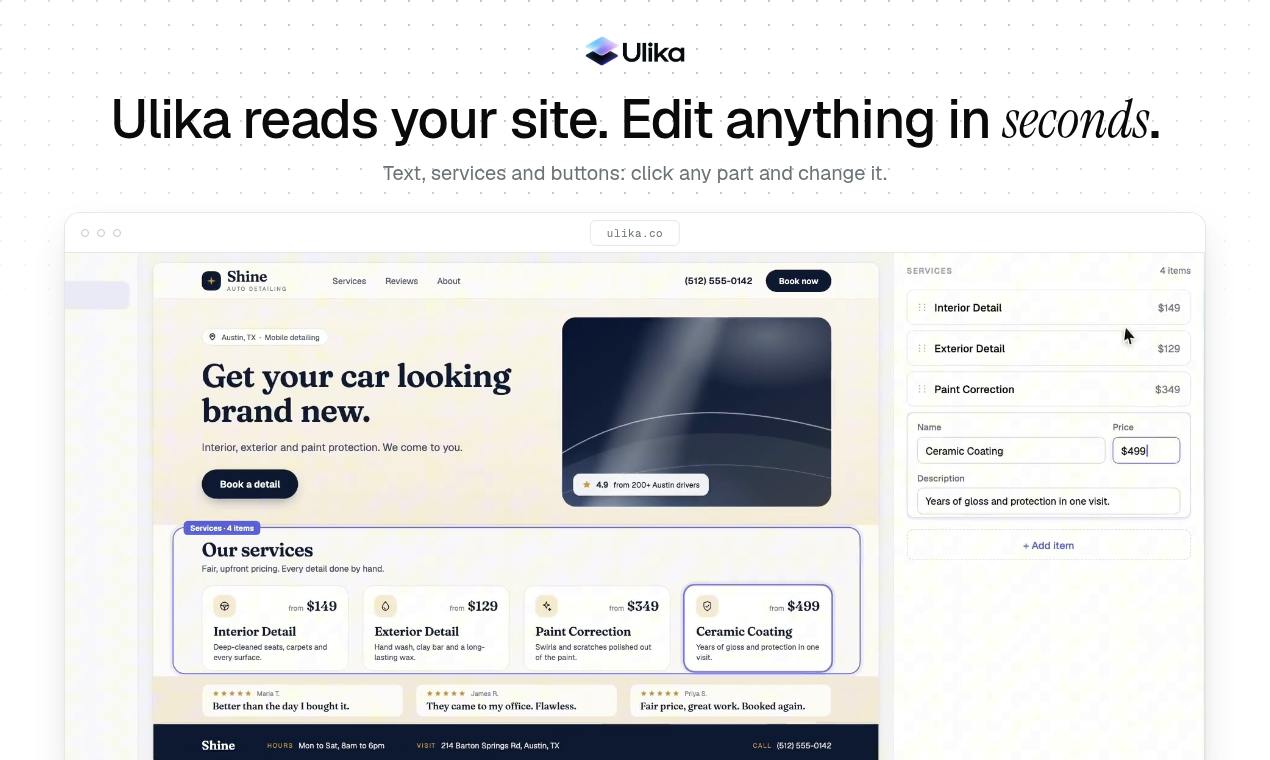 Ulika
Ulika reads your site. Edit anything in seconds.
Text, services and buttons: click any part and change it.
ulika.co
Shine
AUTO DETAILING
Services
Reviews
About
(512) 555-0142
Book now
Austin, TX · Mobile detailing
Get your car looking
brand new.
Interior, exterior and paint protection. We come to you.
Book a detail
4.9 from 200+ Austin drivers
Services · 4 items
Our services
Fair, upfront pricing. Every detail done by hand.
from $149
Interior Detail
Deep-cleaned seats, carpets and
every surface.
from $129
Exterior Detail
Hand wash, clay bar and a long-
lasting wax.
from $349
Paint Correction
Swirls and scratches polished out
of the paint.
from $499
Ceramic Coating
Years of gloss and protection in one
visit.
★★★★★ Maria T.
Better than the day I bought it.
★★★★★ James R.
They came to my office. Flawless.
★★★★★ Priya S.
Fair price, great work. Booked again.
Shine
HOURS Mon to Sat, 8am to 6pm
VISIT 214 Barton Springs Rd, Austin, TX
CALL (512) 555-0142
SERVICES
4 items
Interior Detail $149
Exterior Detail $129
Paint Correction $349
Name
Price
Ceramic Coating
$499
Description
Years of gloss and protection in one visit.
+ Add item